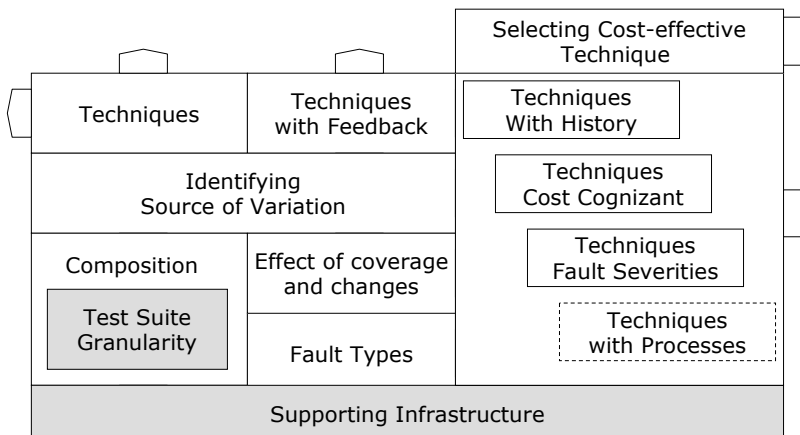 Selecting Cost-effective
Technique
Techniques
Techniques
with Feedback
Techniques
With History
Identifying
Source of Variation
Techniques
Cost Cognizant
Composition
Effect of coverage
and changes
Techniques
Fault Severities
Test Suite
Granularity
Fault Types
Techniques
with Processes
Supporting Infrastructure